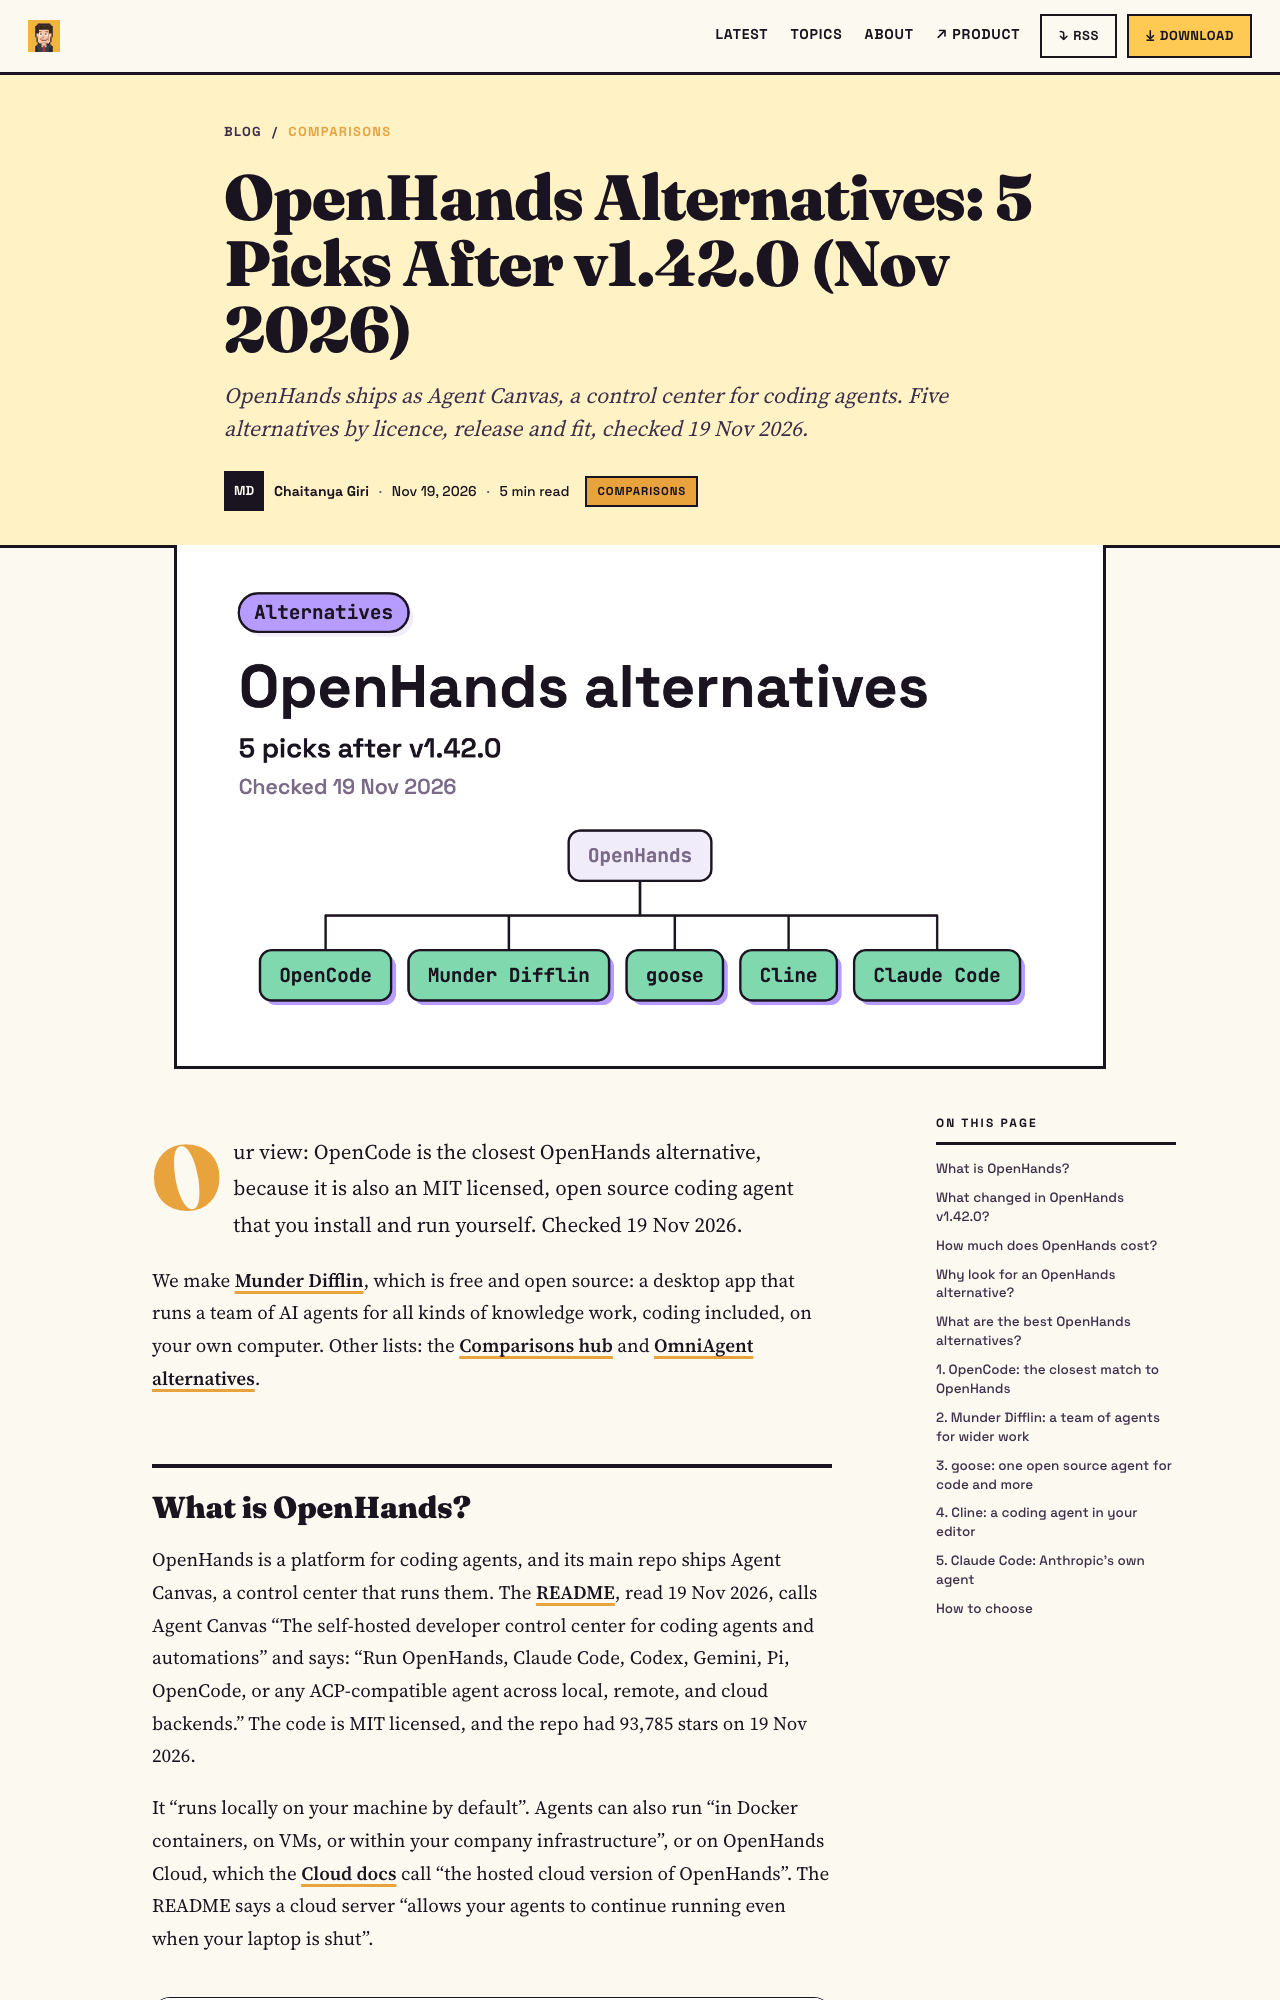 LATEST TOPICS ABOUT ↗ PRODUCT ⤵ RSS ⤓ DOWNLOAD
BLOG / COMPARISONS
OpenHands Alternatives: 5
Picks After v1.42.0 (Nov
2026)
OpenHands ships as Agent Canvas, a control center for coding agents. Five
alternatives by licence, release and fit, checked 19 Nov 2026.
MD Chaitanya Giri · Nov 19, 2026 · 5 min read COMPARISONS
Alternatives
OpenHands alternatives
5 picks after v1.42.0
Checked 19 Nov 2026
OpenHands
OpenCode Munder Difflin goose Cline Claude Code
Our view: OpenCode is the closest OpenHands alternative,
because it is also an MIT licensed, open source coding agent
that you install and run yourself. Checked 19 Nov 2026.
We make Munder Difflin, which is free and open source: a desktop app that
runs a team of AI agents for all kinds of knowledge work, coding included, on
your own computer. Other lists: the Comparisons hub and OmniAgent
alternatives.
What is OpenHands?
OpenHands is a platform for coding agents, and its main repo ships Agent
Canvas, a control center that runs them. The README, read 19 Nov 2026, calls
Agent Canvas “The self-hosted developer control center for coding agents and
automations” and says: “Run OpenHands, Claude Code, Codex, Gemini, Pi,
OpenCode, or any ACP-compatible agent across local, remote, and cloud
backends.” The code is MIT licensed, and the repo had 93,785 stars on 19 Nov
2026.
It “runs locally on your machine by default”. Agents can also run “in Docker
containers, on VMs, or within your company infrastructure”, or on OpenHands
Cloud, which the Cloud docs call “the hosted cloud version of OpenHands”. The
README says a cloud server “allows your agents to continue running even
when your laptop is shut”.
ON THIS PAGE
What is OpenHands?
What changed in OpenHands
v1.42.0?
How much does OpenHands cost?
Why look for an OpenHands
alternative?
What are the best OpenHands
alternatives?
1. OpenCode: the closest match to
OpenHands
2. Munder Difflin: a team of agents
for wider work
3. goose: one open source agent for
code and more
4. Cline: a coding agent in your
editor
5. Claude Code: Anthropic’s own
agent
How to choose